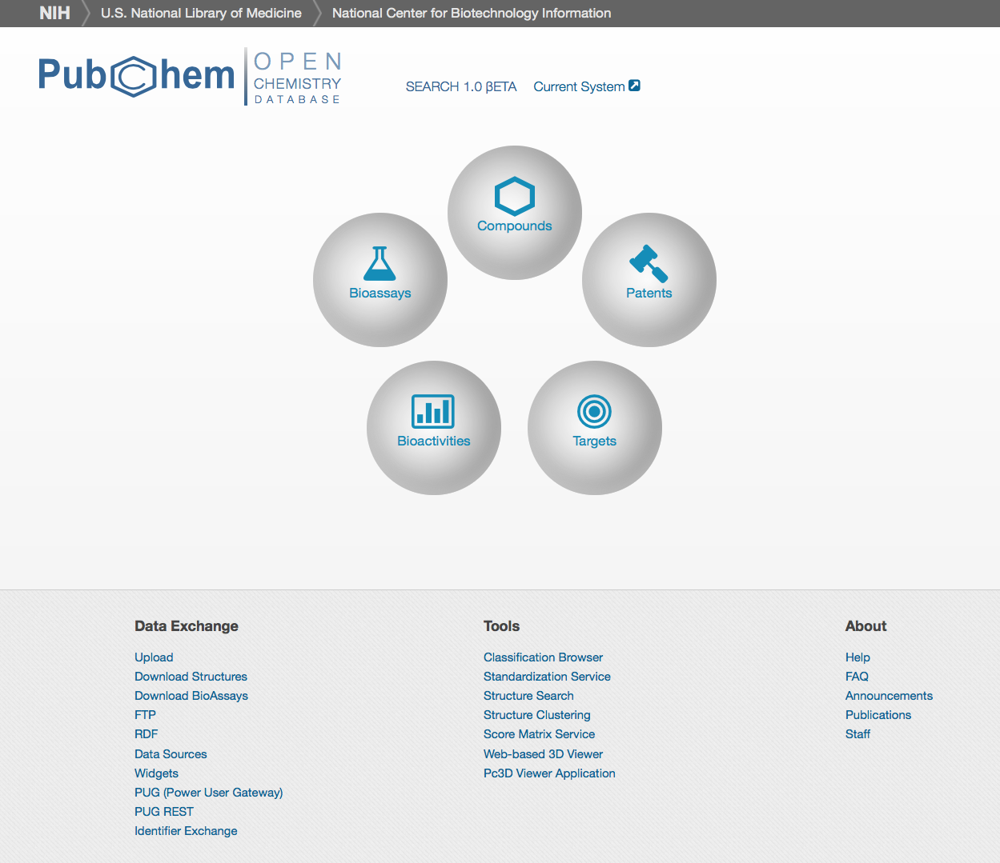 NIH U.S. National Library of Medicine National Center for Biotechnology Information
PubChem
OPEN
CHEMISTRY
DATABASE
SEARCH 1.0 βETA Current System
Compounds
Bioassays
Patents
Bioactivities
Targets
Data Exchange
Upload
Download Structures
Download BioAssays
FTP
RDF
Data Sources
Widgets
PUG (Power User Gateway)
PUG REST
Identifier Exchange
Tools
Classification Browser
Standardization Service
Structure Search
Structure Clustering
Score Matrix Service
Web-based 3D Viewer
Pc3D Viewer Application
About
Help
FAQ
Announcements
Publications
Staff